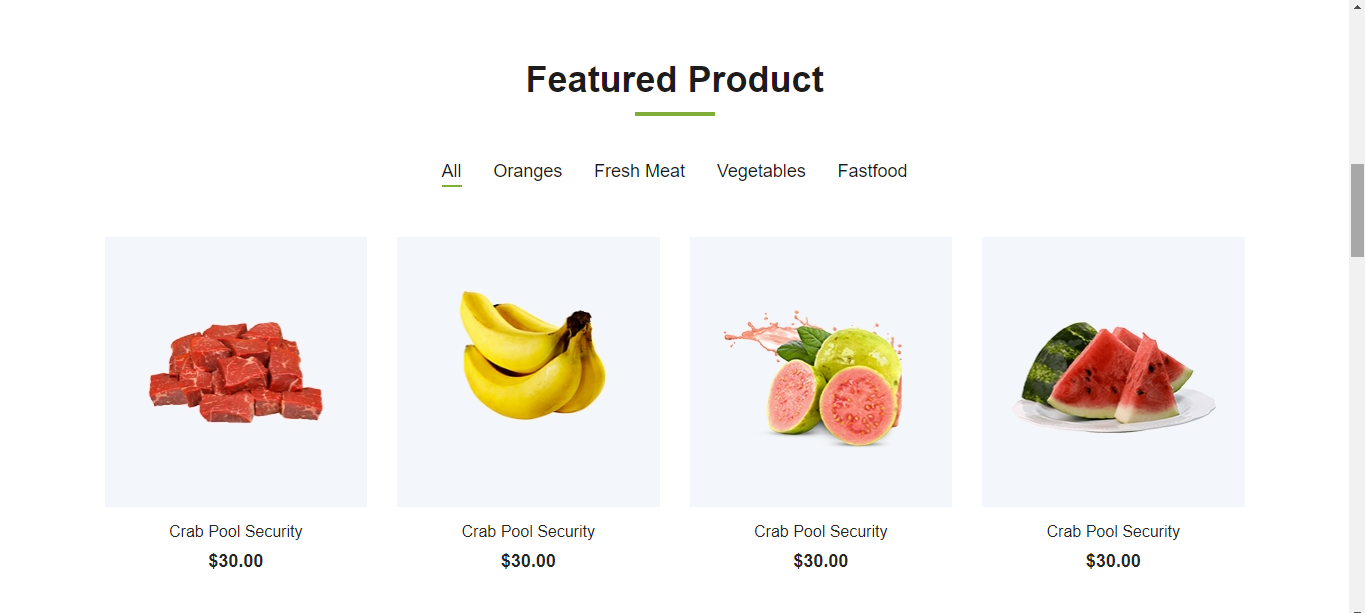 Featured Product
All Oranges Fresh Meat Vegetables Fastfood
Crab Pool Security Crab Pool Security Crab Pool Security Crab Pool Security
$30.00 $30.00 $30.00 $30.00